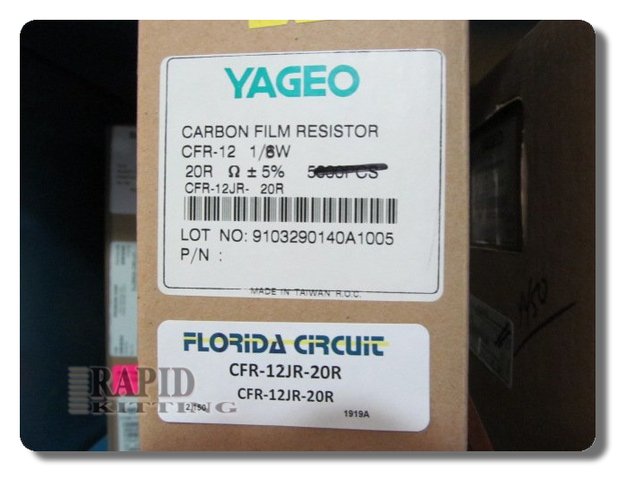 YAGEO
CARBON FILM RESISTOR
CFR-12 1/6W
20R Ω ± 5% 5000PCS
CFR-12JR- 20R
LOT NO: 9103290140A1005
P/N :
MADE IN TAIWAN R.O.C.
FLORIDA CIRCUIT
CFR-12JR-20R
CFR-12JR-20R
1919A
RAPID
KITTING